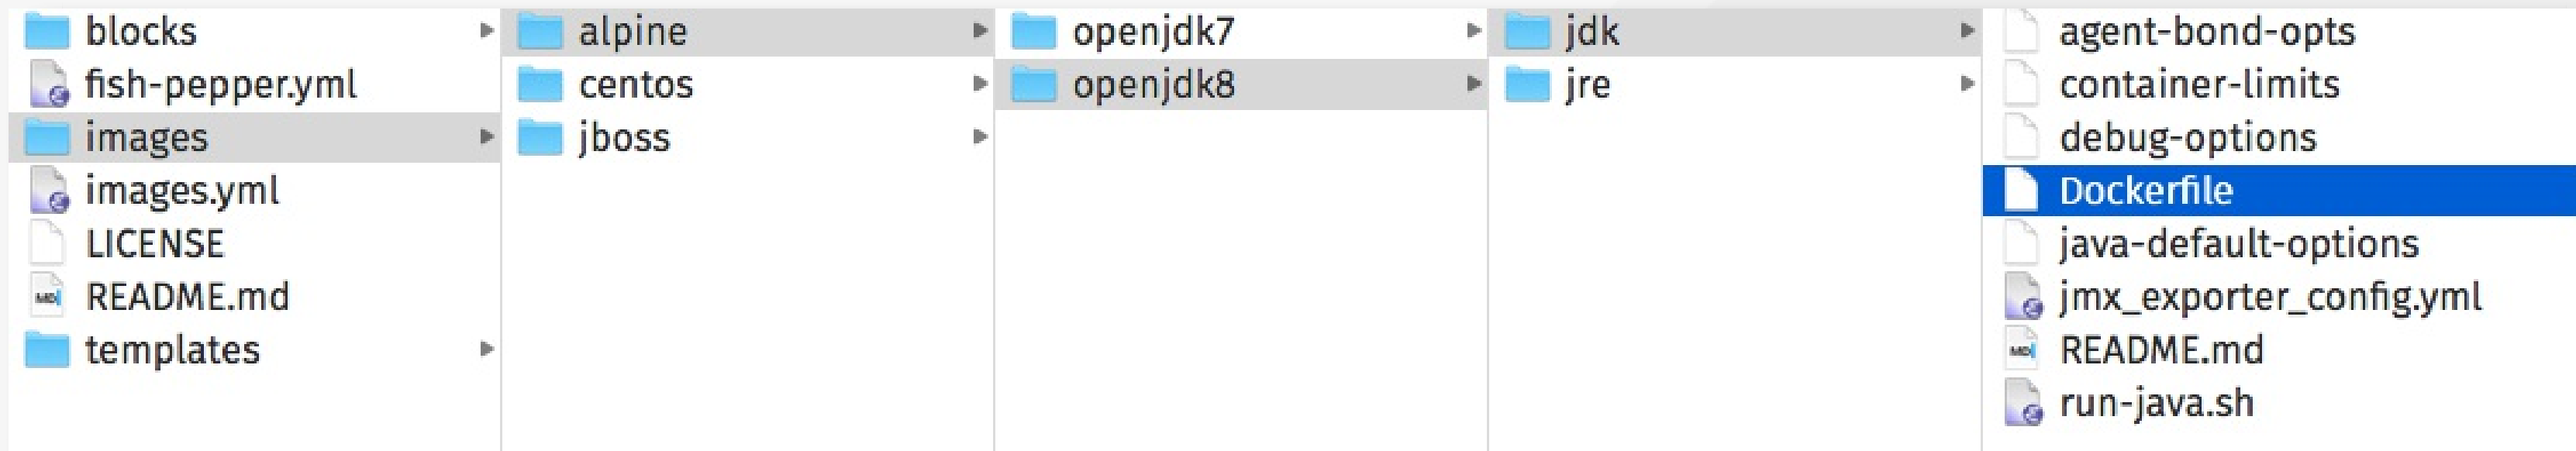 blocks
fish-pepper.yml
images
images.yml
LICENSE
README.md
templates
alpine
centos
jboss
openjdk7
openjdk8
jdk
jre
agent-bond-opts
container-limits
debug-options
Dockerfile
java-default-options
jmx_exporter_config.yml
README.md
run-java.sh